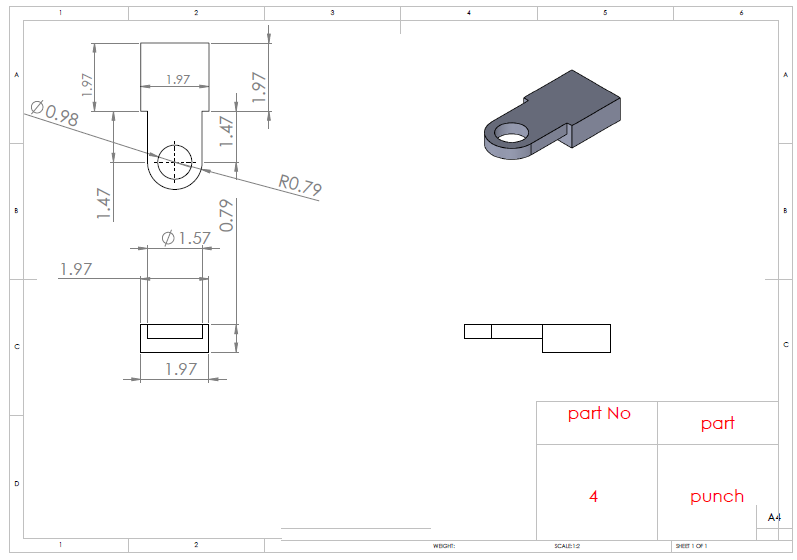 1 2 3 4 5 6
A A
1.97
1.97
1.97
Ø0.98
1.47
R0.79
1.47
0.79
B B
Ø1.57
1.97
C C
1.97
part No part
4 punch
D
A4
1 2 WEIGHT: SCALE:1:2 SHEET 1 OF 1